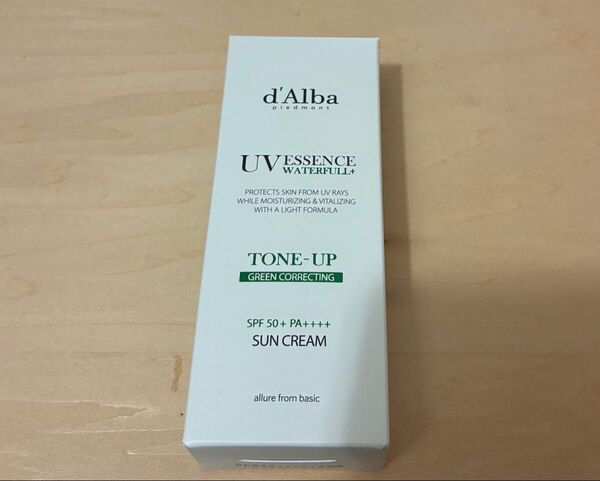 d'Alba
piedmont
UV ESSENCE
WATERFULL+
PROTECTS SKIN FROM UV RAYS
WHILE MOISTURIZING & VITALIZING
WITH A LIGHT FORMULA
TONE-UP
GREEN CORRECTING
SPF 50+ PA++++
SUN CREAM
allure from basic